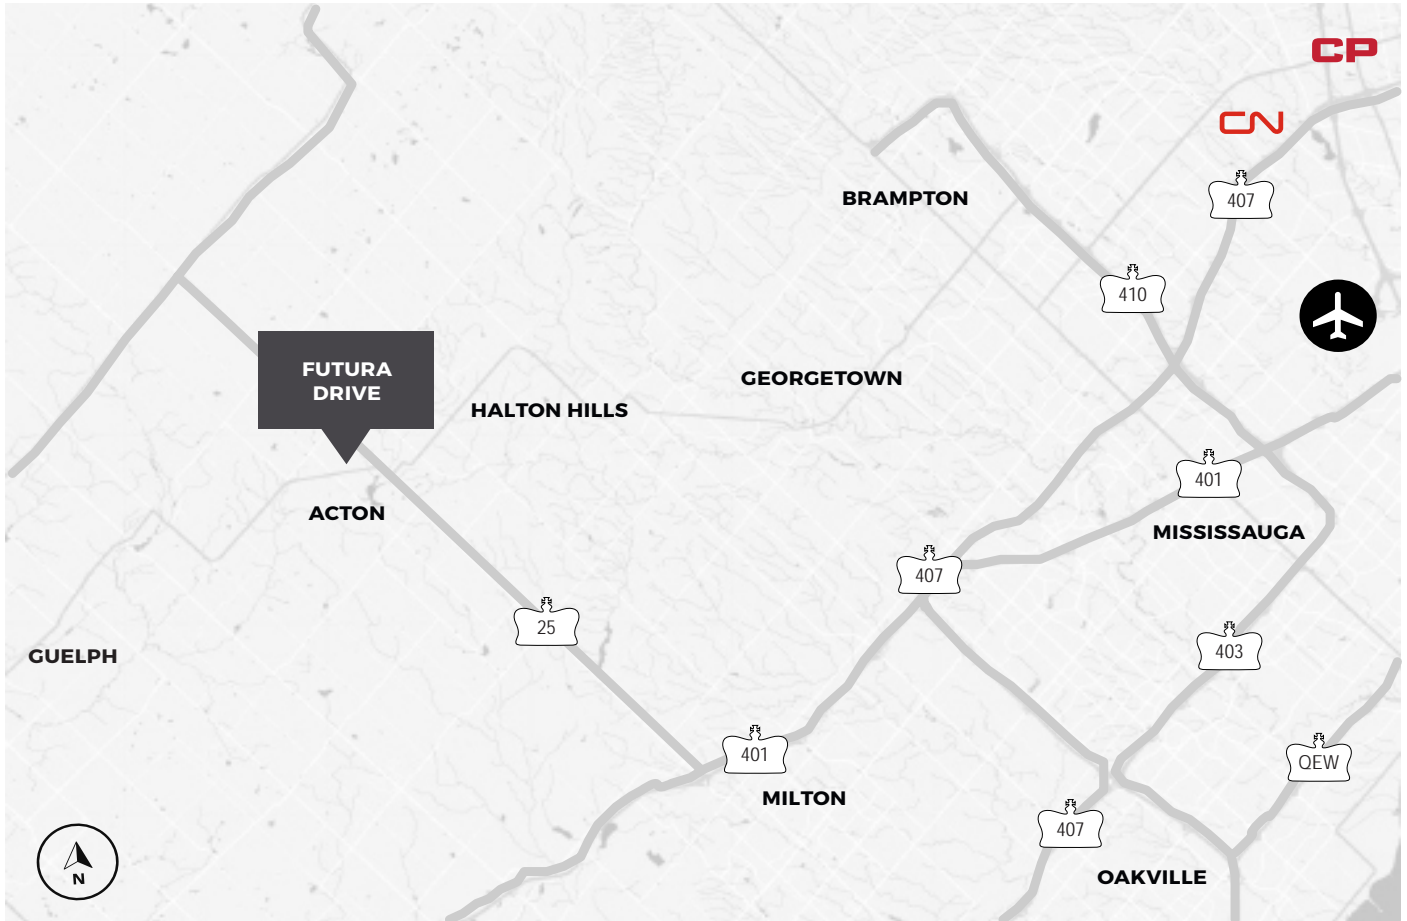 CP
CN
BRAMPTON
407
410
FUTURA
DRIVE
GEORGETOWN
HALTON HILLS
401
ACTON
MISSISSAUGA
407
25
403
GUELPH
401
QEW
MILTON
407
N
OAKVILLE